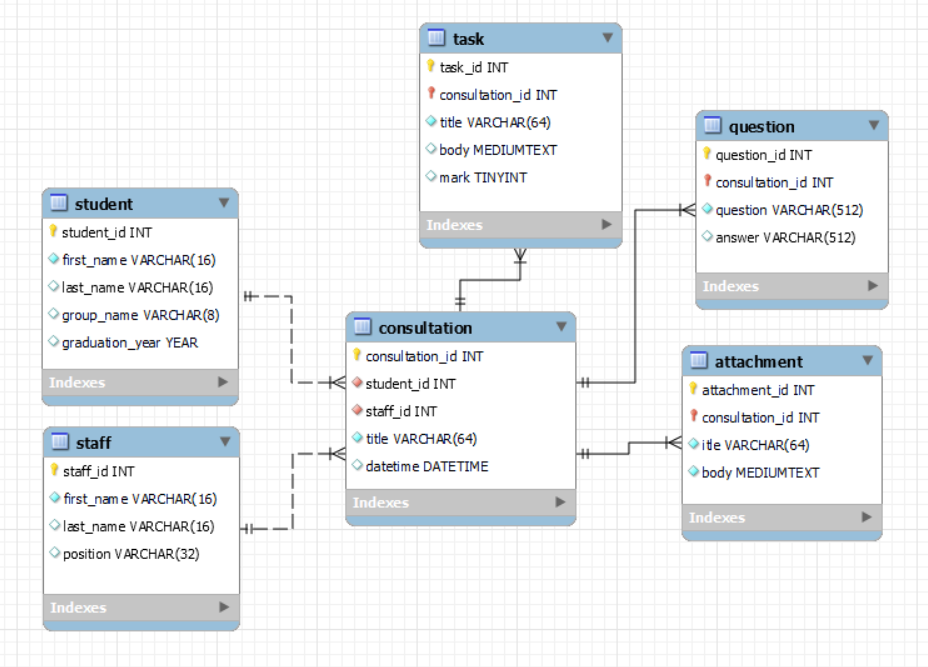 task
task_id INT
consultation_id INT
title VARCHAR(64)
body MEDIUMTEXT
mark TINYINT
Indexes
question
question_id INT
consultation_id INT
question VARCHAR(512)
answer VARCHAR(512)
Indexes
student
student_id INT
first_name VARCHAR(16)
last_name VARCHAR(16)
group_name VARCHAR(8)
graduation_year YEAR
Indexes
consultation
consultation_id INT
student_id INT
staff_id INT
title VARCHAR(64)
datetime DATETIME
Indexes
attachment
attachment_id INT
consultation_id INT
itle VARCHAR(64)
body MEDIUMTEXT
Indexes
staff
staff_id INT
first_name VARCHAR(16)
last_name VARCHAR(16)
position VARCHAR(32)
Indexes